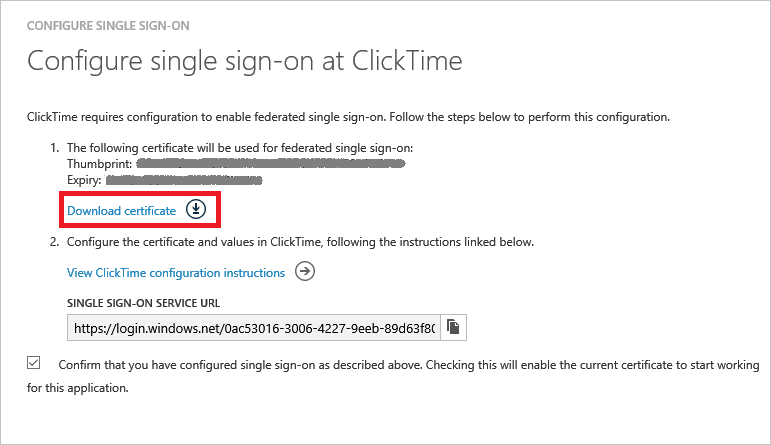 CONFIGURE SINGLE SIGN-ON
Configure single sign-on at ClickTime
ClickTime requires configuration to enable federated single sign-on. Follow the steps below to perform this configuration.
1. The following certificate will be used for federated single sign-on:
Thumbprint:
Expiry:
Download certificate
2. Configure the certificate and values in ClickTime, following the instructions linked below.
View ClickTime configuration instructions
SINGLE SIGN-ON SERVICE URL
https://login.windows.net/0ac53016-3006-4227-9eeb-89d63f80
Confirm that you have configured single sign-on as described above. Checking this will enable the current certificate to start working
for this application.